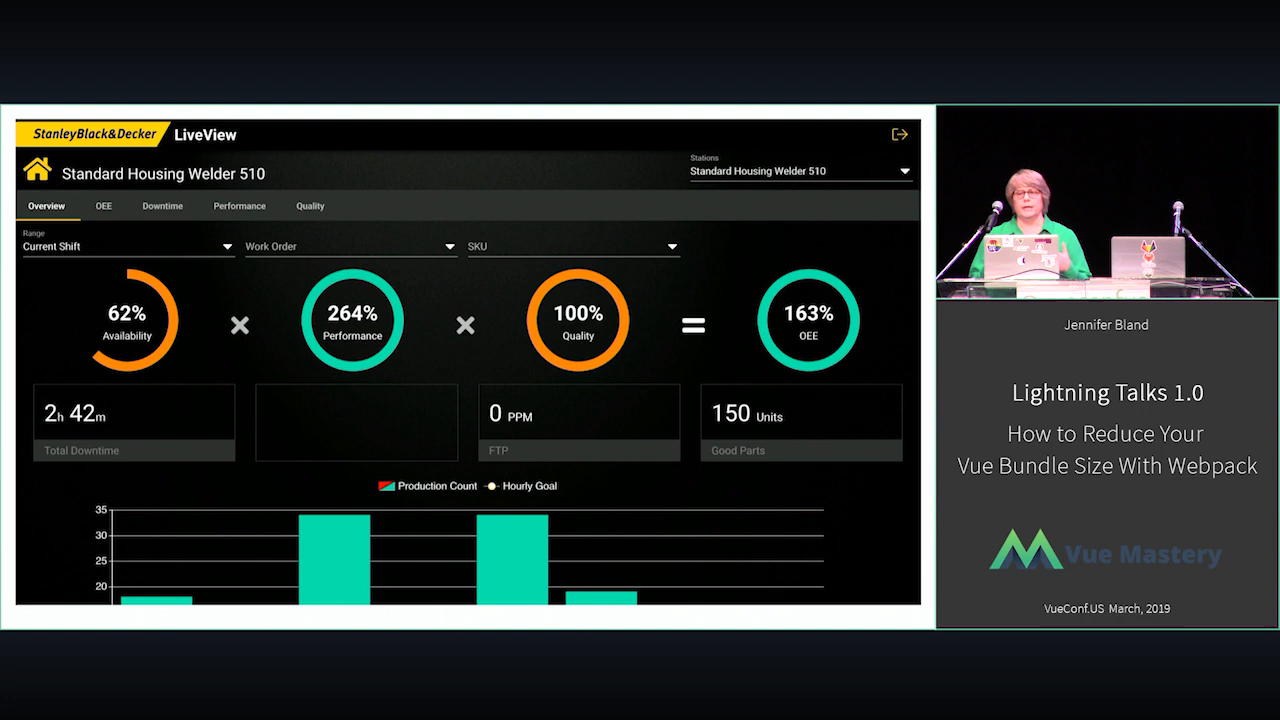 StanleyBlack&Decker LiveView
Standard Housing Welder 510
Stations
Standard Housing Welder 510
Overview OEE Downtime Performance Quality
Range
Current Shift
Work Order
SKU
62%
Availability
264%
Performance
100%
Quality
163%
OEE
2h 42m
Total Downtime
0 PPM
FTP
150 Units
Good Parts
Production Count Hourly Goal
35
30
25
20
Jennifer Bland
Lightning Talks 1.0
How to Reduce Your
Vue Bundle Size With Webpack
Vue Mastery
VueConf.US March, 2019